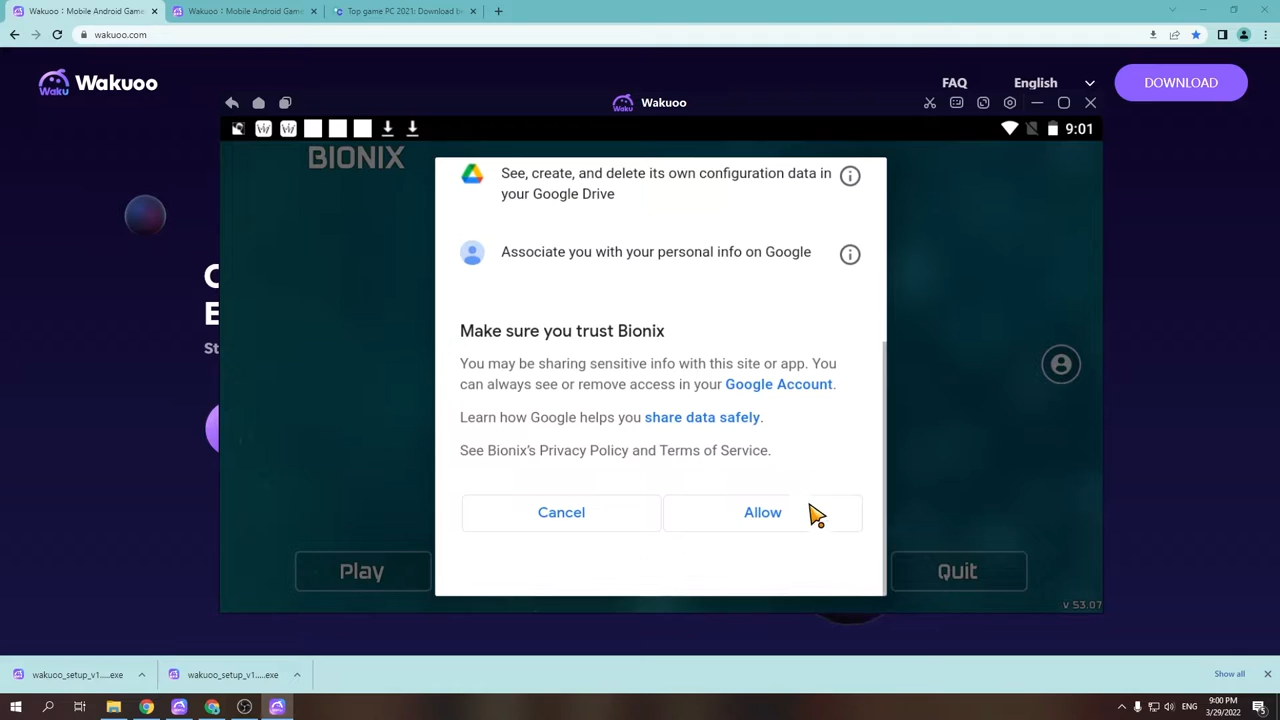 Wakuoo : Mobile Android Game
Wakuoo : Mobile Android Game
Top game PC 2021: Download be
wakuoo.com
Waku
Wakuoo
FAQ
English
DOWNLOAD
Waku
Wakuoo
9:01
BIONIX
See, create, and delete its own configuration data in
your Google Drive
Associate you with your personal info on Google
Make sure you trust Bionix
You may be sharing sensitive info with this site or app. You
can always see or remove access in your Google Account.
Learn how Google helps you share data safely.
See Bionix's Privacy Policy and Terms of Service.
Cancel
Allow
Play
Quit
v 53.07
wakuoo_setup_v1....exe
wakuoo_setup_v1....exe
Show all
ENG
9:00 PM
3/29/2022